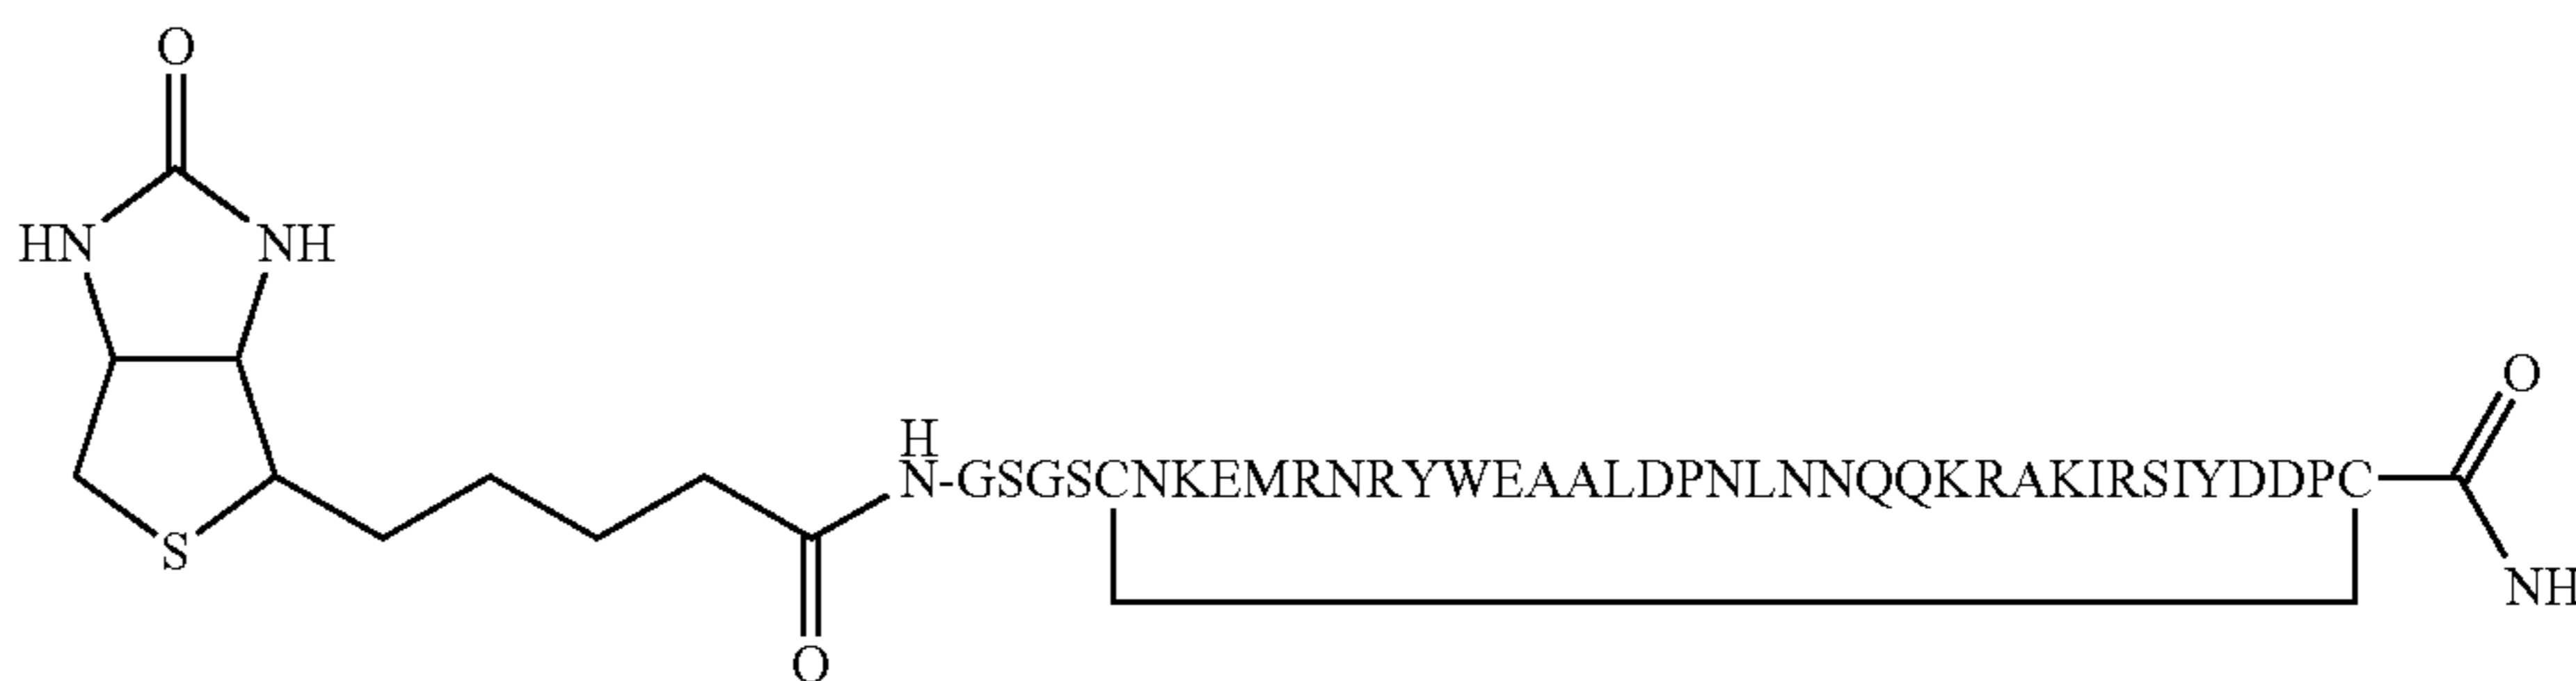 O
HN NH
O
H
N-GSGSCNKEMRNRYWEAALDPNLNNQQKRAKIRSIYDDPC
S
NH
O